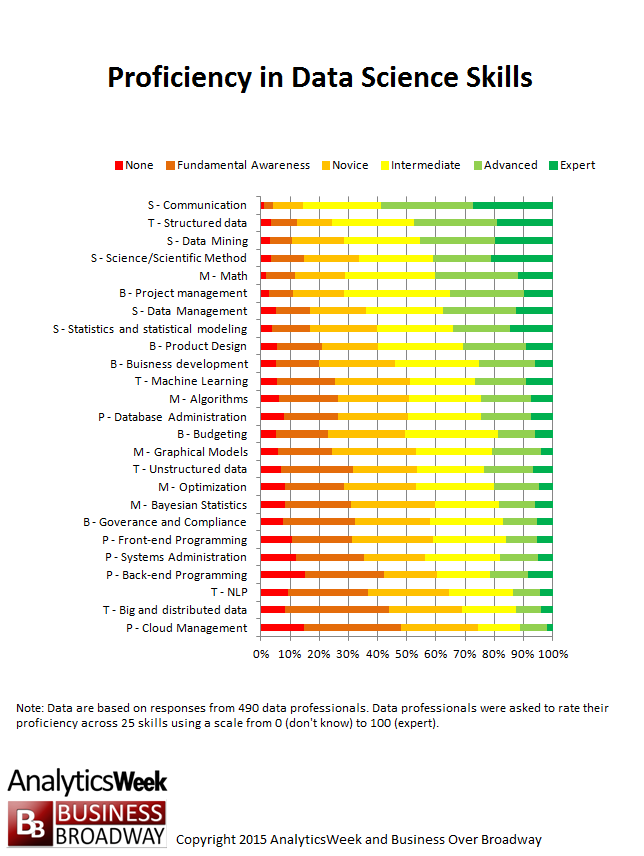 Proficiency in Data Science Skills
None Fundamental Awareness Novice Intermediate Advanced Expert
S - Communication
T - Structured data
S - Data Mining
S - Science/Scientific Method
M - Math
B - Project management
S - Data Management
S - Statistics and statistical modeling
B - Product Design
B - Buisness development
T - Machine Learning
M - Algorithms
P - Database Administration
B - Budgeting
M - Graphical Models
T - Unstructured data
M - Optimization
M - Bayesian Statistics
B - Goverance and Compliance
P - Front-end Programming
P - Systems Administration
P - Back-end Programming
T - NLP
T - Big and distributed data
P - Cloud Management
0% 10% 20% 30% 40% 50% 60% 70% 80% 90% 100%
Note: Data are based on responses from 490 data professionals. Data professionals were asked to rate their
proficiency across 25 skills using a scale from 0 (don't know) to 100 (expert).
AnalyticsWeek
BB BUSINESS
BROADWAY
Copyright 2015 AnalyticsWeek and Business Over Broadway